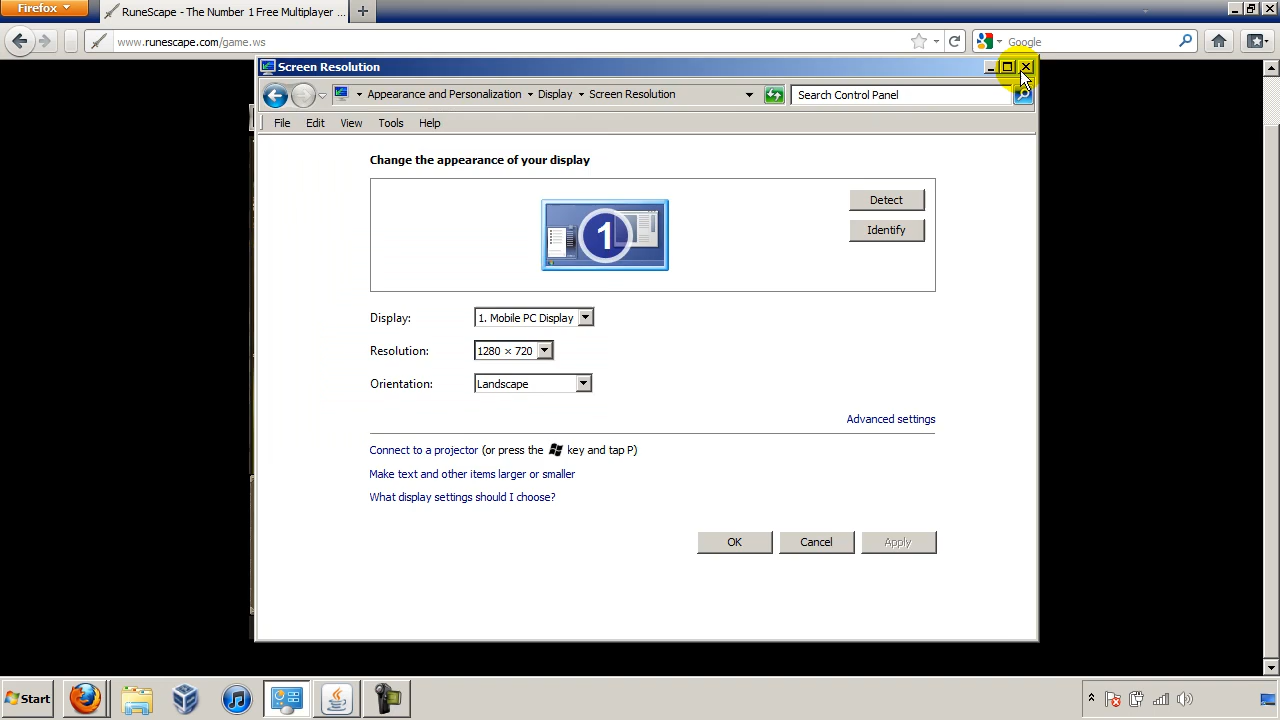 Firefox
RuneScape - The Number 1 Free Multiplayer ...
www.runescape.com/game.ws
Google
Screen Resolution
Appearance and Personalization Display Screen Resolution
Search Control Panel
File Edit View Tools Help
Change the appearance of your display
1
Detect
Identify
Display: 1. Mobile PC Display
Resolution: 1280 × 720
Orientation: Landscape
Advanced settings
Connect to a projector (or press the key and tap P)
Make text and other items larger or smaller
What display settings should I choose?
OK Cancel Apply
Start